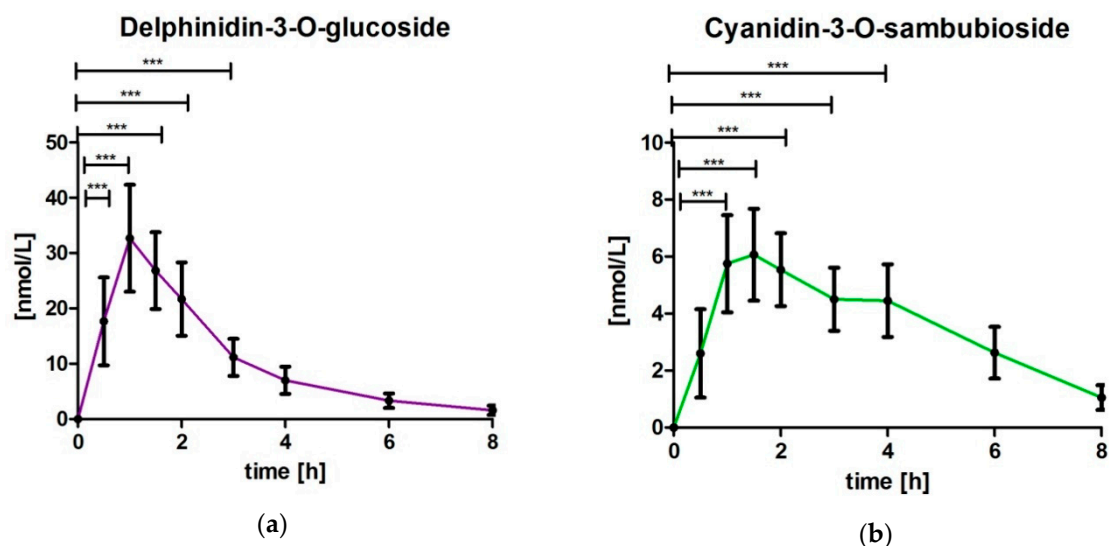 Delphinidin-3-O-glucoside
***
***
***
***
***
50
40
30
20
10
0
[nmol/L]
0 2 4 6 8
time [h]
(a)
Cyanidin-3-O-sambubioside
***
***
***
***
***
10
8
6
4
2
0
[nmol/L]
0 2 4 6 8
time [h]
(b)